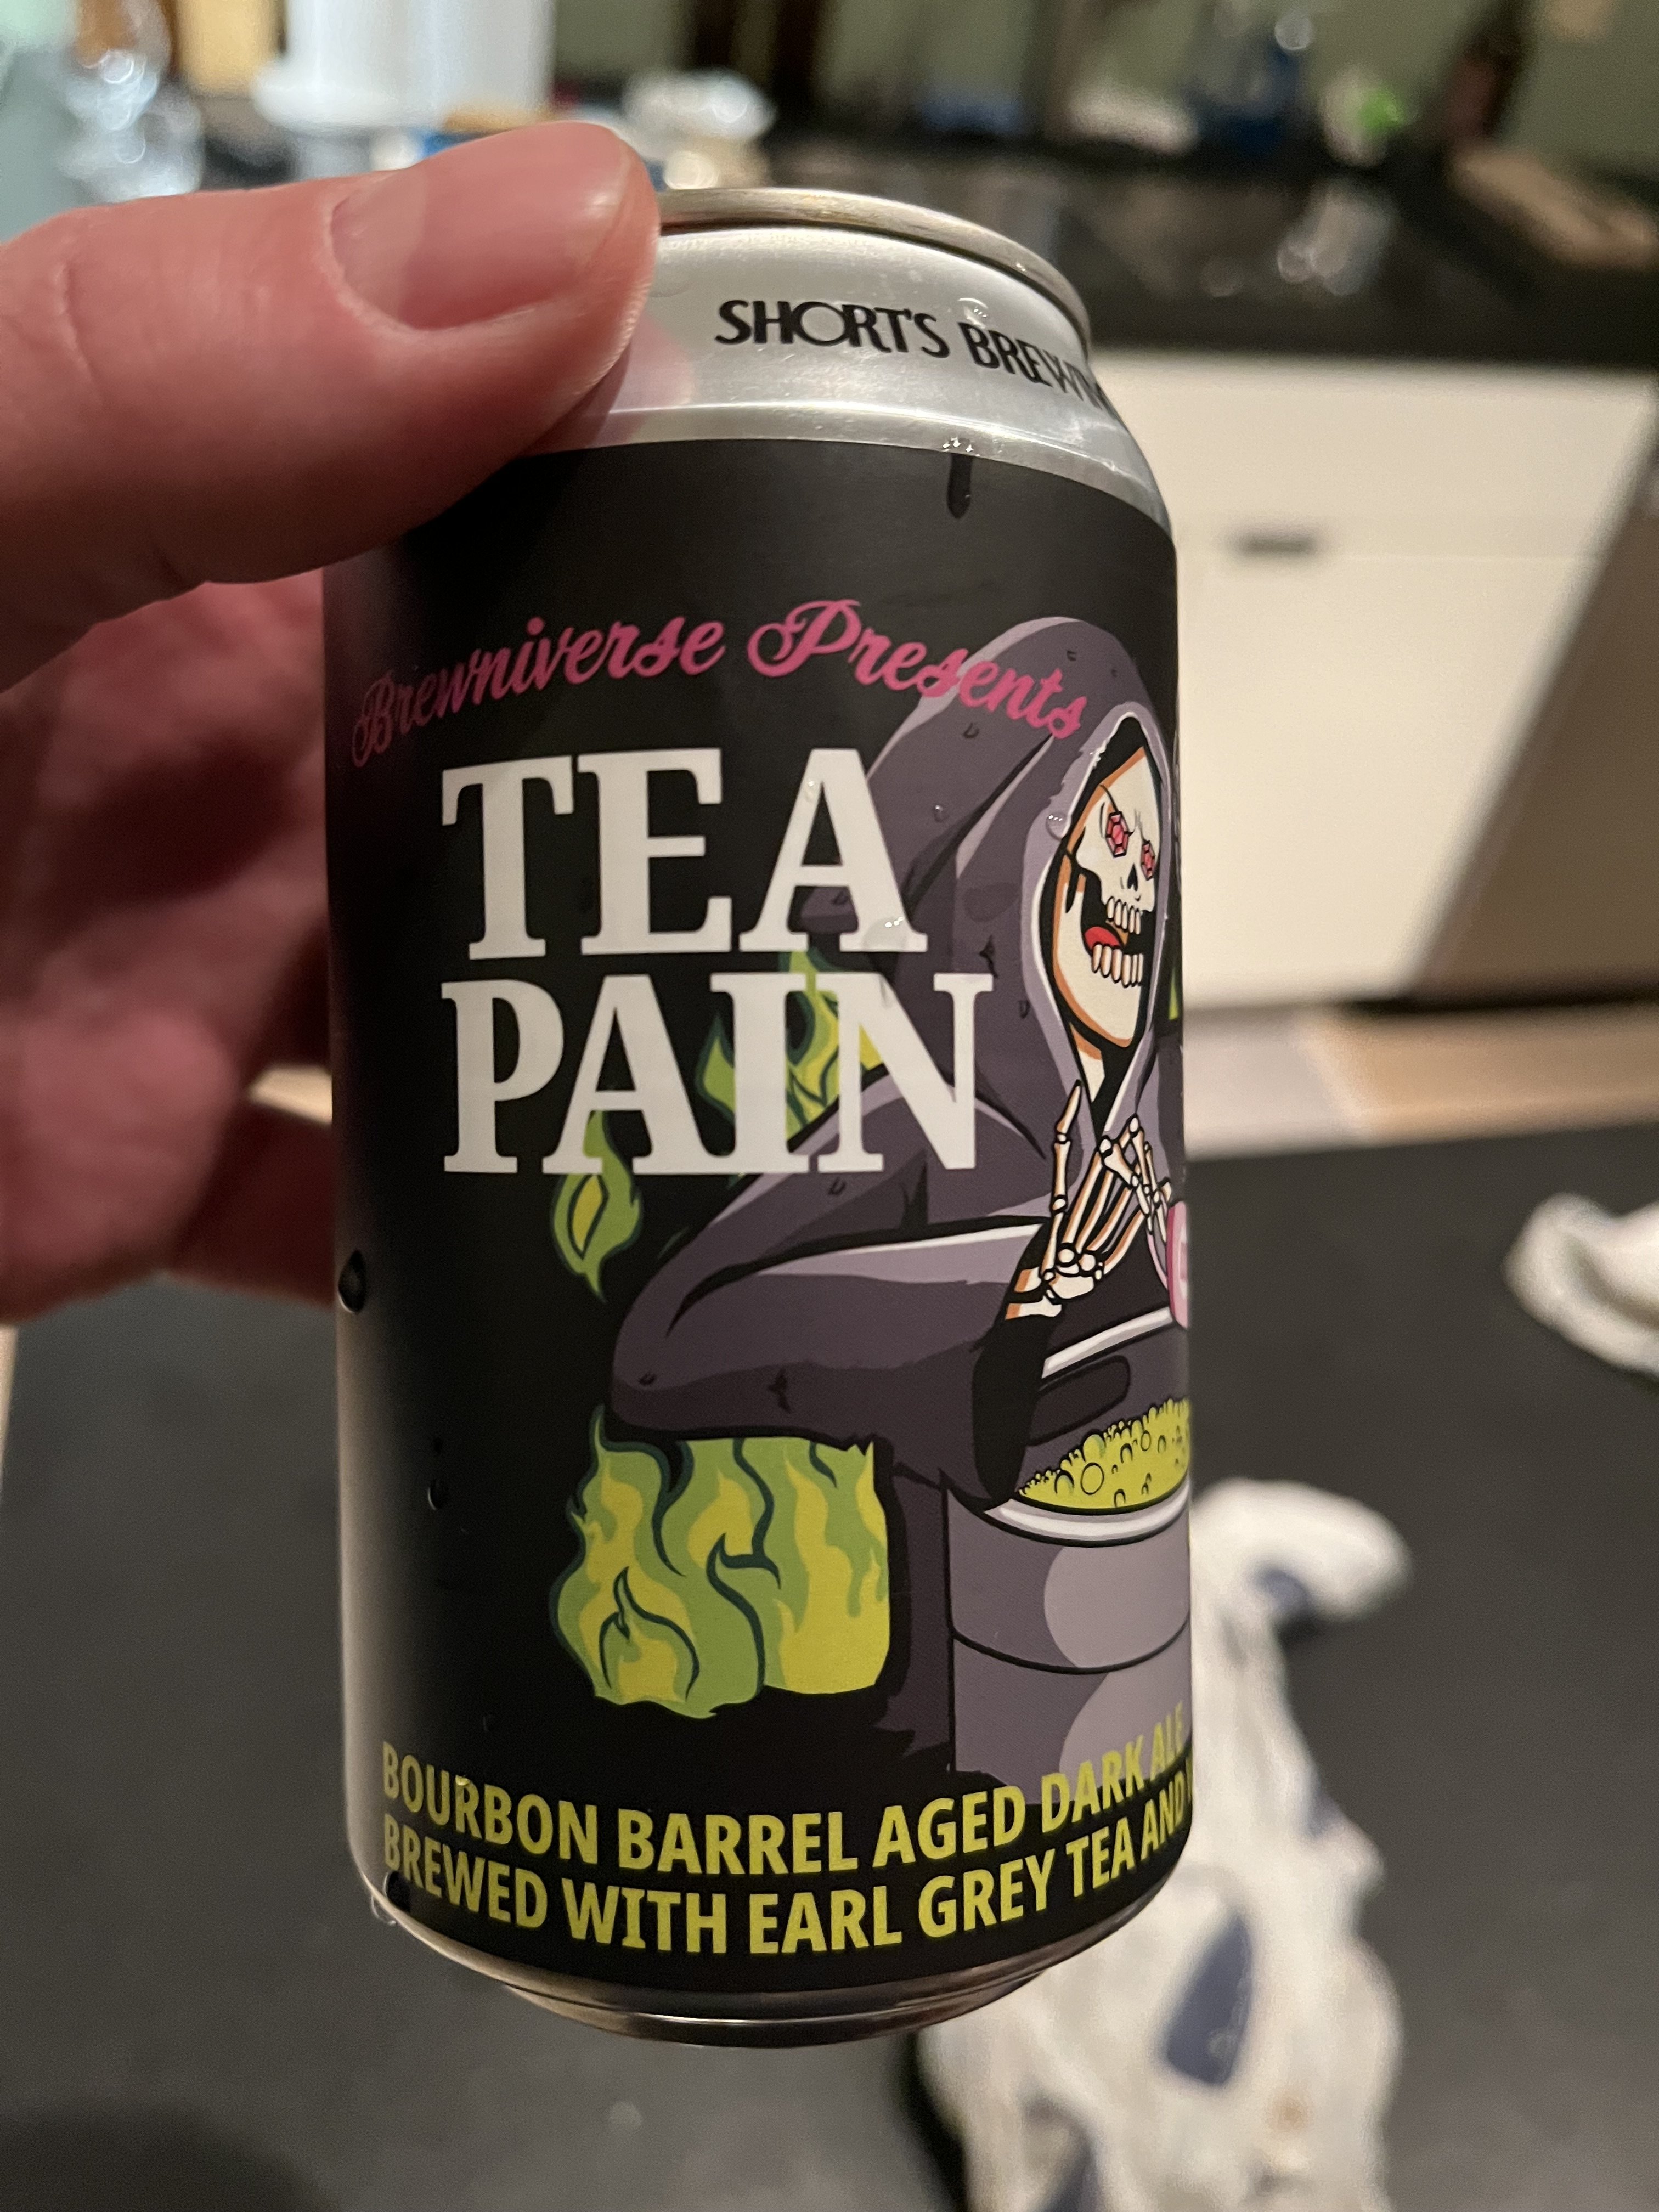 SHORT'S
Brewniverse Presents
TEA
PAIN
BOURBON BARREL AGED DARK ALE
BREWED WITH EARL GREY TEA AND